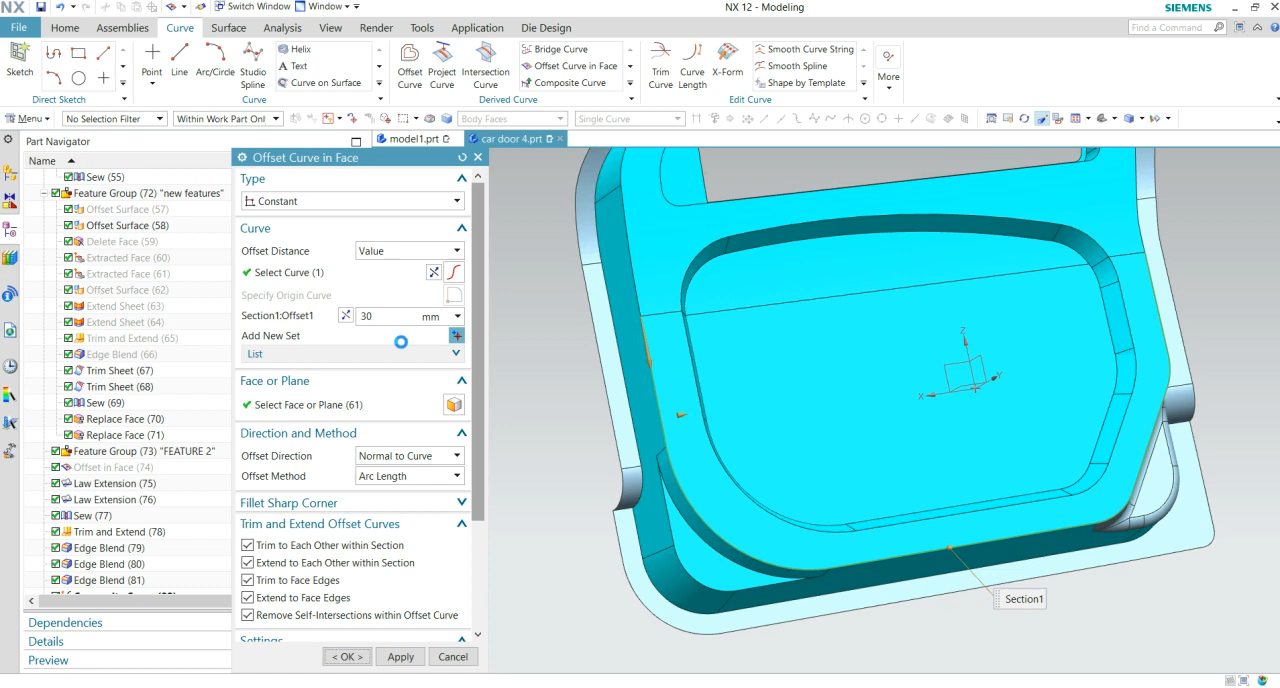 NX
Switch Window
Window
NX 12 - Modeling
SIEMENS
File
Home
Assemblies
Curve
Surface
Analysis
View
Render
Tools
Application
Die Design
Find a Command
Sketch
Direct Sketch
Point
Line
Arc/Circle
Studio Spline
Helix
Text
Curve on Surface
Curve
Offset Curve
Project Curve
Intersection Curve
Bridge Curve
Offset Curve in Face
Composite Curve
Derived Curve
Trim Curve
Curve Length
X-Form
Smooth Curve String
Smooth Spline
Shape by Template
Edit Curve
More
Menu
No Selection Filter
Within Work Part Onl
Body Faces
Single Curve
Part Navigator
model1.prt
car door 4.prt
Name
Sew (55)
Feature Group (72) "new features"
Offset Surface (57)
Offset Surface (58)
Delete Face (59)
Extracted Face (60)
Extracted Face (61)
Offset Surface (62)
Extend Sheet (63)
Extend Sheet (64)
Trim and Extend (65)
Edge Blend (66)
Trim Sheet (67)
Trim Sheet (68)
Sew (69)
Replace Face (70)
Replace Face (71)
Feature Group (73) "FEATURE 2"
Offset in Face (74)
Law Extension (75)
Law Extension (76)
Sew (77)
Trim and Extend (78)
Edge Blend (79)
Edge Blend (80)
Edge Blend (81)
Dependencies
Details
Preview
Offset Curve in Face
Type
Constant
Curve
Offset Distance
Value
Select Curve (1)
Specify Origin Curve
Section1:Offset1
30
mm
Add New Set
List
Face or Plane
Select Face or Plane (61)
Direction and Method
Offset Direction
Normal to Curve
Offset Method
Arc Length
Fillet Sharp Corner
Trim and Extend Offset Curves
Trim to Each Other within Section
Extend to Each Other within Section
Trim to Face Edges
Extend to Face Edges
Remove Self-Intersections within Offset Curve
Settings
< OK >
Apply
Cancel
Z
X
Y
Section1